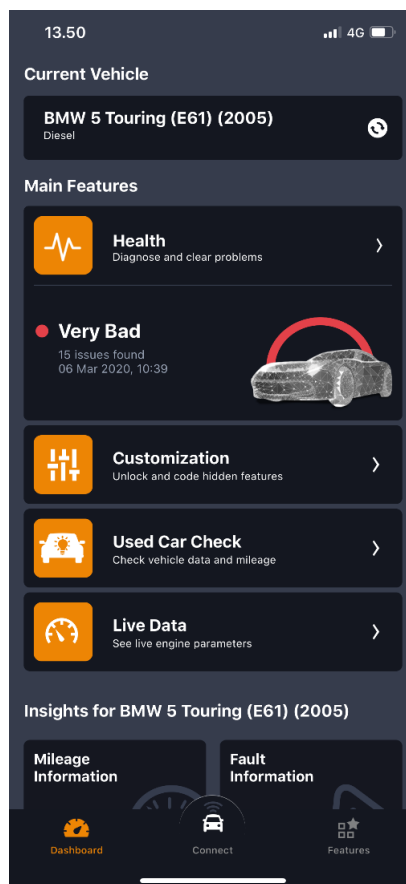 13.50
4G
Current Vehicle
BMW 5 Touring (E61) (2005)
Diesel
Main Features
Health
Diagnose and clear problems
Very Bad
15 issues found
06 Mar 2020, 10:39
Customization
Unlock and code hidden features
Used Car Check
Check vehicle data and mileage
Live Data
See live engine parameters
Insights for BMW 5 Touring (E61) (2005)
Mileage
Information
Fault
Information
Dashboard
Connect
Features